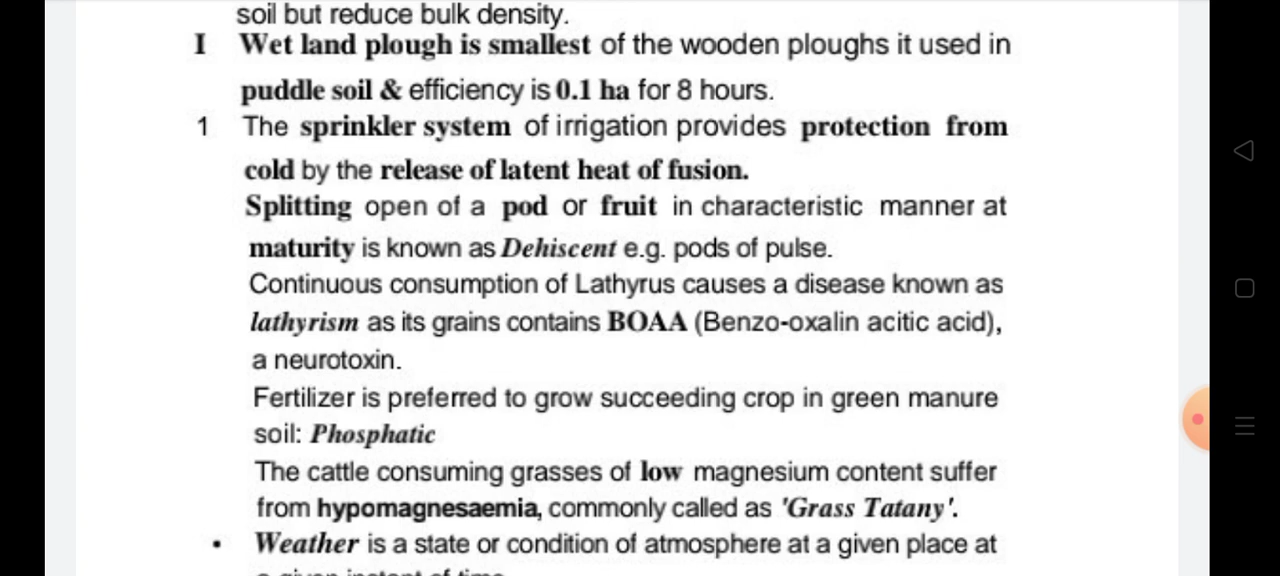 soil but reduce bulk density.
I Wet land plough is smallest of the wooden ploughs it used in
puddle soil & efficiency is 0.1 ha for 8 hours.
1 The sprinkler system of irrigation provides protection from
cold by the release of latent heat of fusion.
Splitting open of a pod or fruit in characteristic manner at
maturity is known as Dehiscent e.g. pods of pulse.
Continuous consumption of Lathyrus causes a disease known as
lathyrism as its grains contains BOAA (Benzo-oxalin acitic acid),
a neurotoxin.
Fertilizer is preferred to grow succeeding crop in green manure
soil: Phosphatic
The cattle consuming grasses of low magnesium content suffer
from hypomagnesaemia, commonly called as 'Grass Tatany'.
• Weather is a state or condition of atmosphere at a given place at
a given instant of time